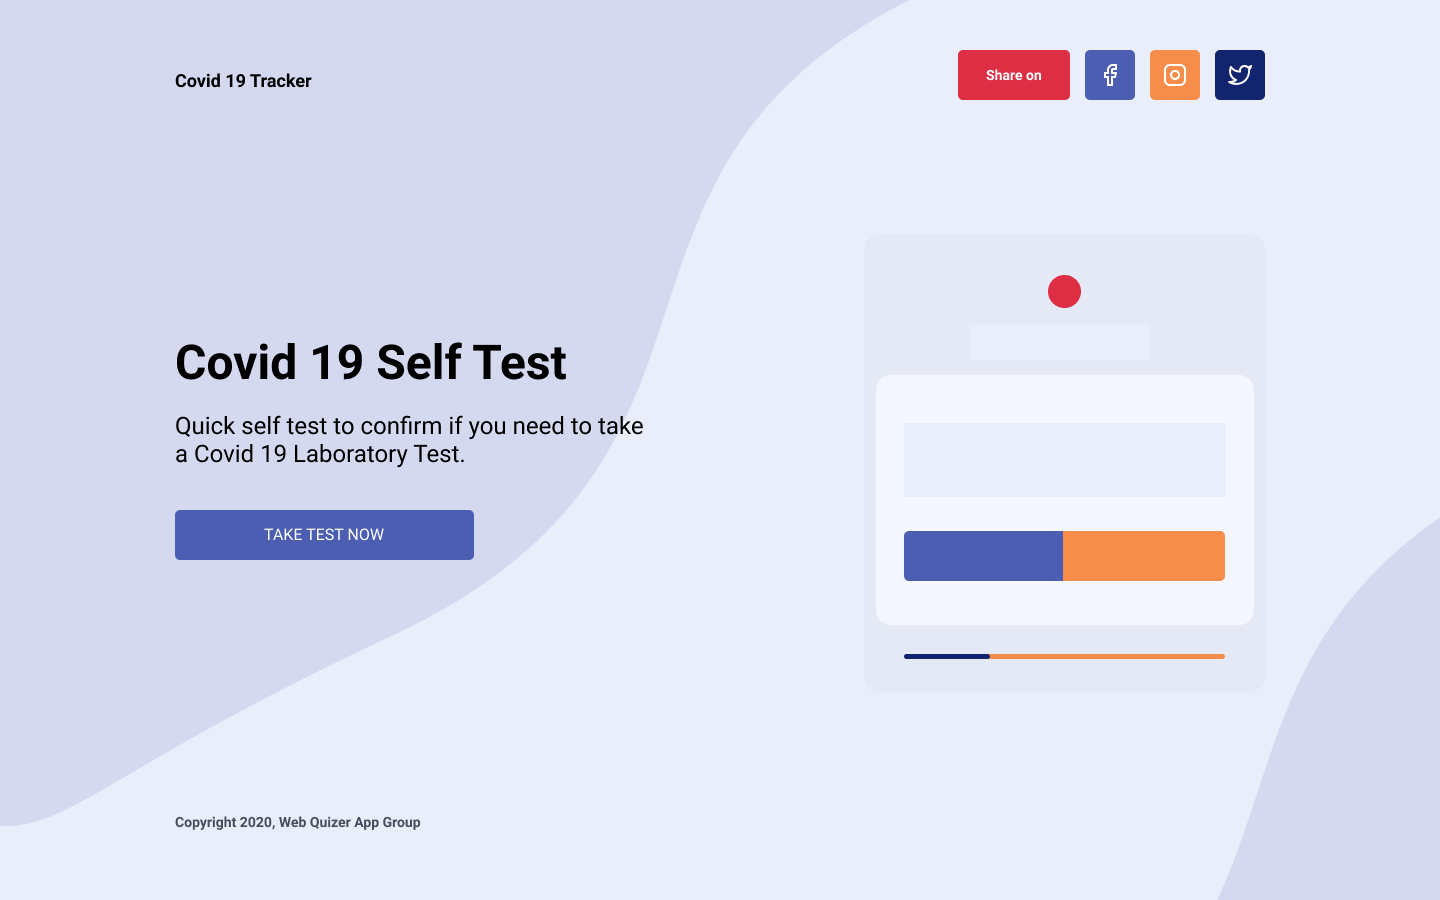 Covid 19 Tracker
Share on
Covid 19 Self Test
Quick self test to confirm if you need to take
a Covid 19 Laboratory Test.
TAKE TEST NOW
Copyright 2020, Web Quizer App Group